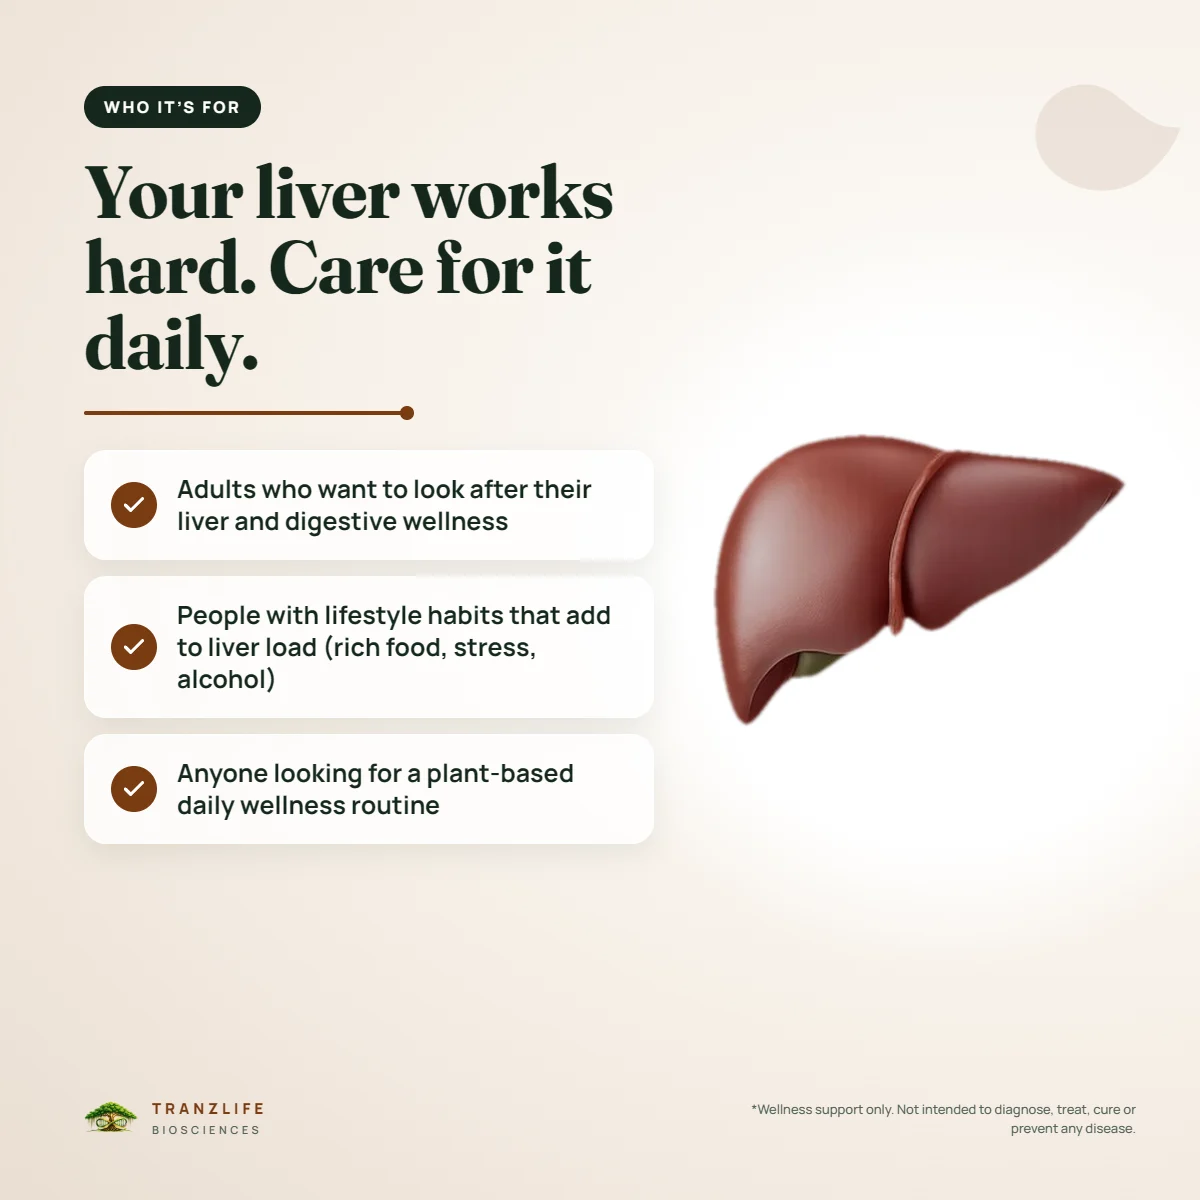 WHO IT’S FOR
Your liver works
hard. Care for it
daily.
Adults who want to look after their
liver and digestive wellness
People with lifestyle habits that add
to liver load (rich food, stress,
alcohol)
Anyone looking for a plant-based
daily wellness routine
TRANZLIFE
BIOSCIENCES
*Wellness support only. Not intended to diagnose, treat, cure or
prevent any disease.